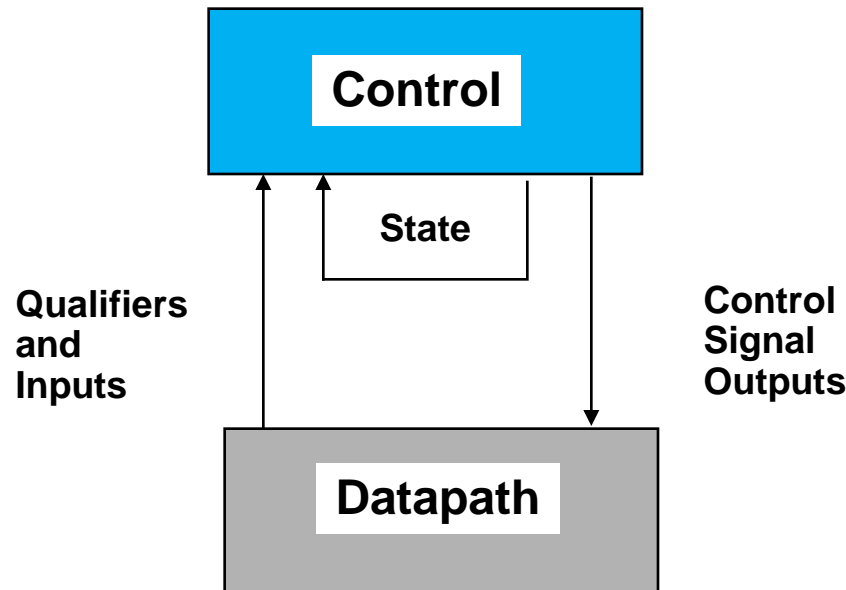 Control
State
Qualifiers
and
Inputs
Control
Signal
Outputs
Datapath